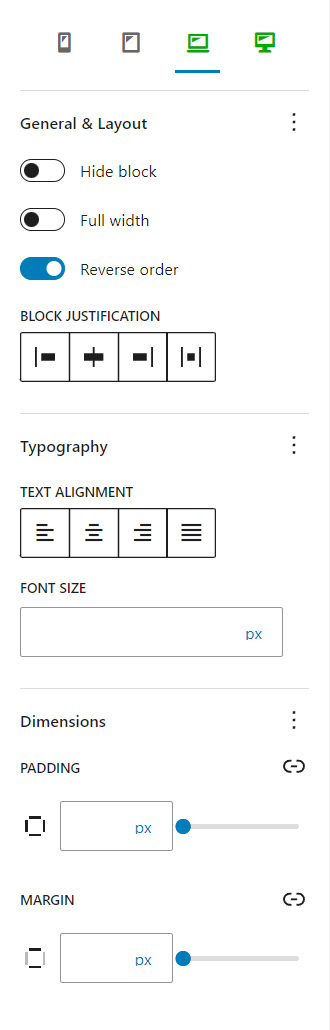 General & Layout
Hide block
Full width
Reverse order
BLOCK JUSTIFICATION
Typography
TEXT ALIGNMENT
FONT SIZE
px
Dimensions
PADDING
px
MARGIN
px